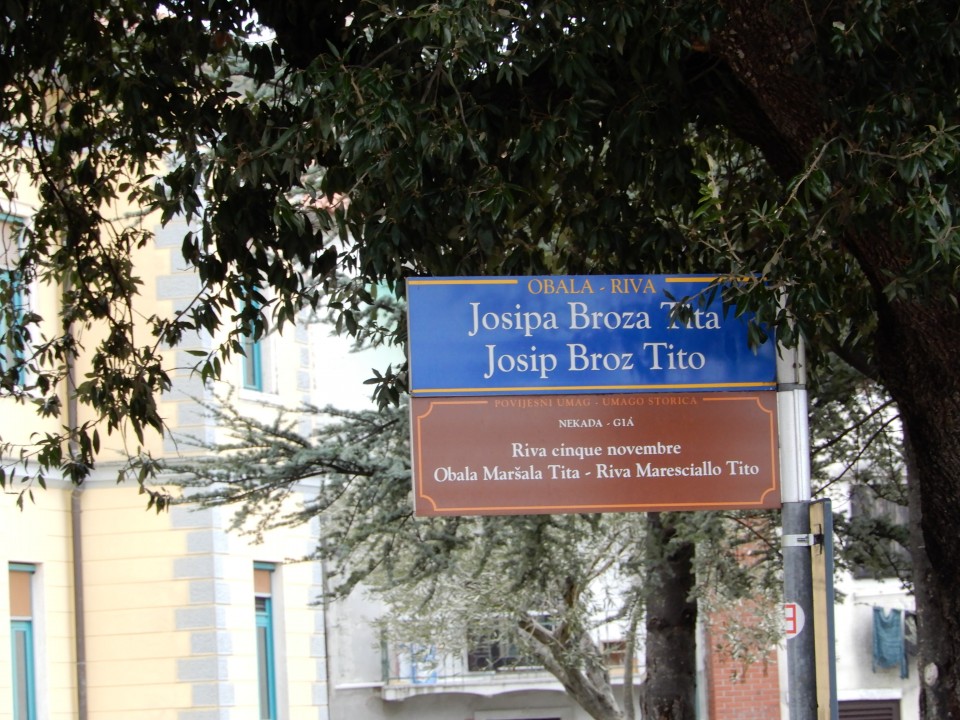 OBALA - RIVA
Josipa Broza Tita
Josip Broz Tito
POVIJESNI UMAG - UMAGO STORICA
NEKADA - GIÁ
Riva cinque novembre
Obala Maršala Tita - Riva Maresciallo Tito